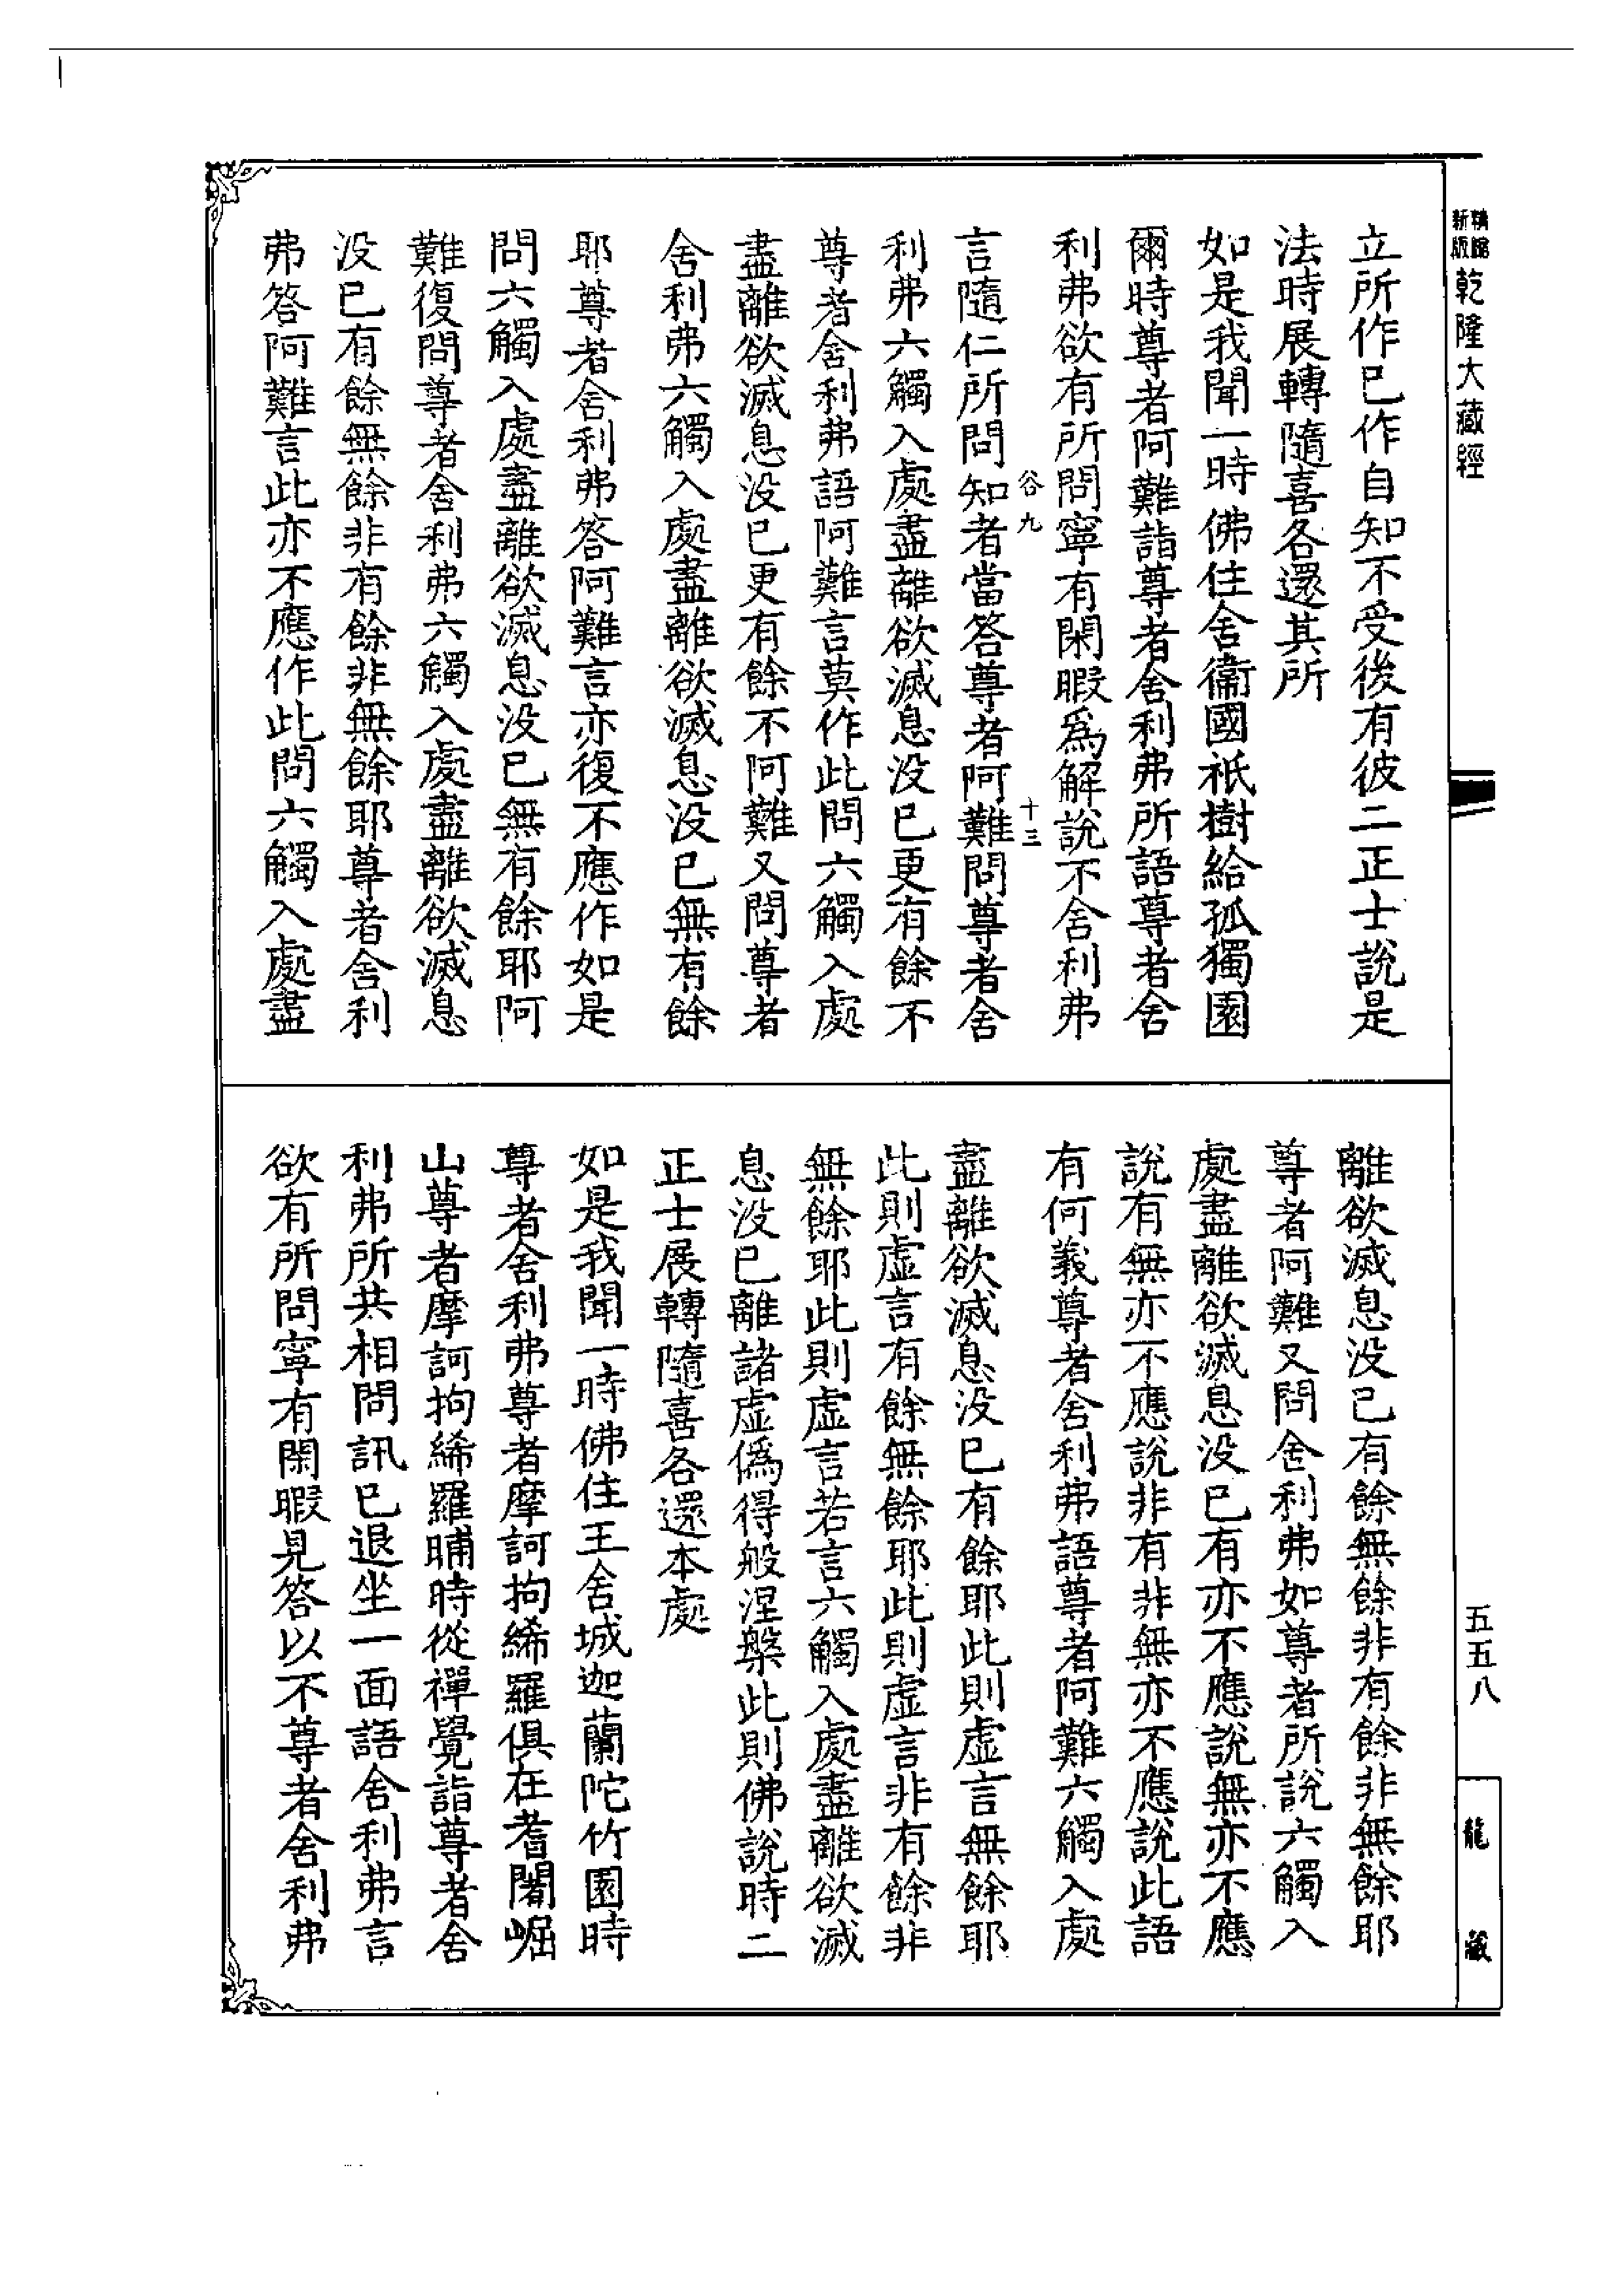 新版精縮乾隆大藏經
立所作已作自知不受後有彼二正士說是
法時展轉隨喜各還其所
如是我聞一時佛住舍衞國祇樹給孤獨園
爾時尊者阿難詣尊者舍利弗所語尊者舍
利弗欲有所問寧有閑暇爲解說不舍利弗
谷九
十三
言隨仁所問知者當答尊者阿難問尊者舍
利弗六觸入處盡離欲滅息没已更有餘不
尊者舍利弗語阿難言莫作此問六觸入處
盡離欲滅息没已更有餘不阿難又問尊者
舍利弗六觸入處盡離欲滅息没已無有餘
耶尊者舍利弗答阿難言亦復不應作如是
問六觸入處盡離欲滅息没已無有餘耶阿
難復問尊者舍利弗六觸入處盡離欲滅息
没已有餘無餘非有餘非無餘耶尊者舍利
弗答阿難言此亦不應作此問六觸入處盡
離欲滅息没已有餘無餘非有餘非無餘耶
尊者阿難又問舍利弗如尊者所說六觸入
處盡離欲滅息没已有亦不應說無亦不應
說有無亦不應說非有非無亦不應說此語
有何義尊者舍利弗語尊者阿難六觸入處
盡離欲滅息没已有餘耶此則虛言無餘耶
此則虛言有餘無餘耶此則虛言非有餘非
無餘耶此則虛言若言六觸入處盡離欲滅
息没已離諸虛僞得般涅槃此則佛說時二
正士展轉隨喜各還本處
如是我聞一時佛住王舍城迦蘭陀竹園時
尊者舍利弗尊者摩訶拘絺羅俱在耆闍崛
山尊者摩訶拘絺羅晡時從禪覺詣尊者舍
利弗所共相問訊已退坐一面語舍利弗言
欲有所問寧有閑暇見答以不尊者舍利弗
五五八
龍藏